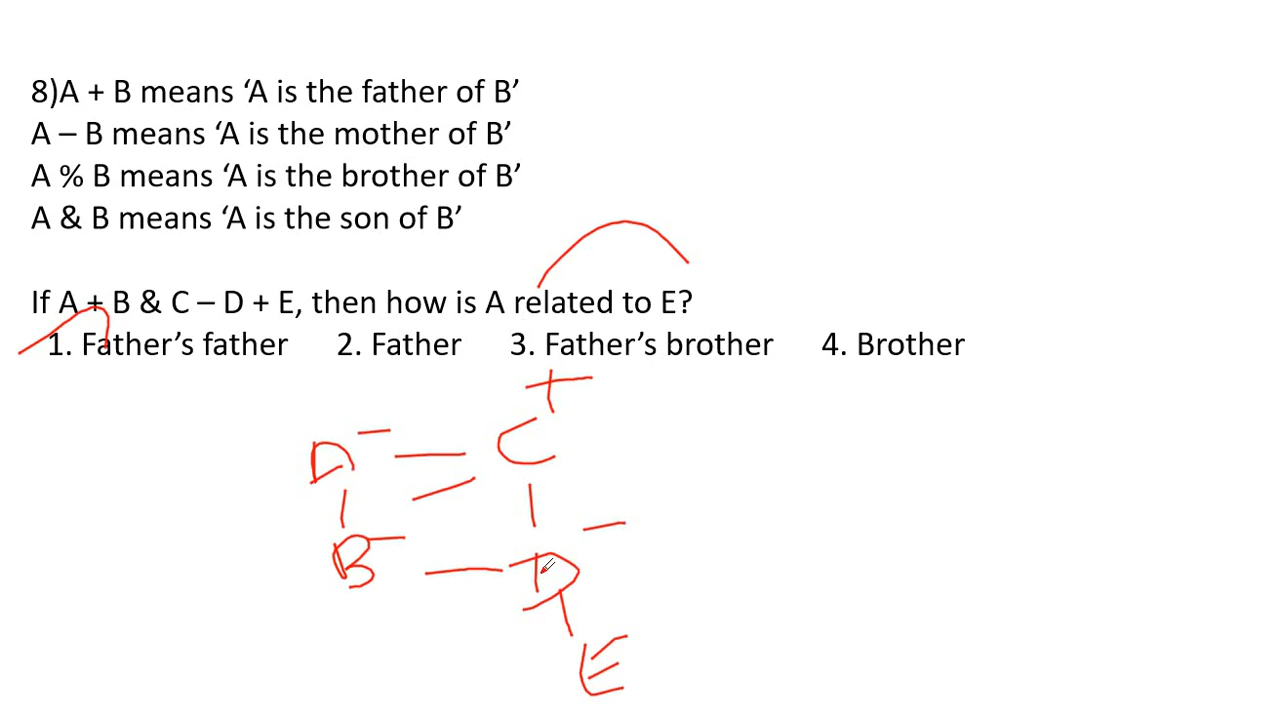 8)A + B means ‘A is the father of B’
A – B means ‘A is the mother of B’
A % B means ‘A is the brother of B’
A & B means ‘A is the son of B’
If A + B & C – D + E, then how is A related to E?
1. Father’s father 2. Father 3. Father’s brother 4. Brother
+
A – = C
B – — D –
E